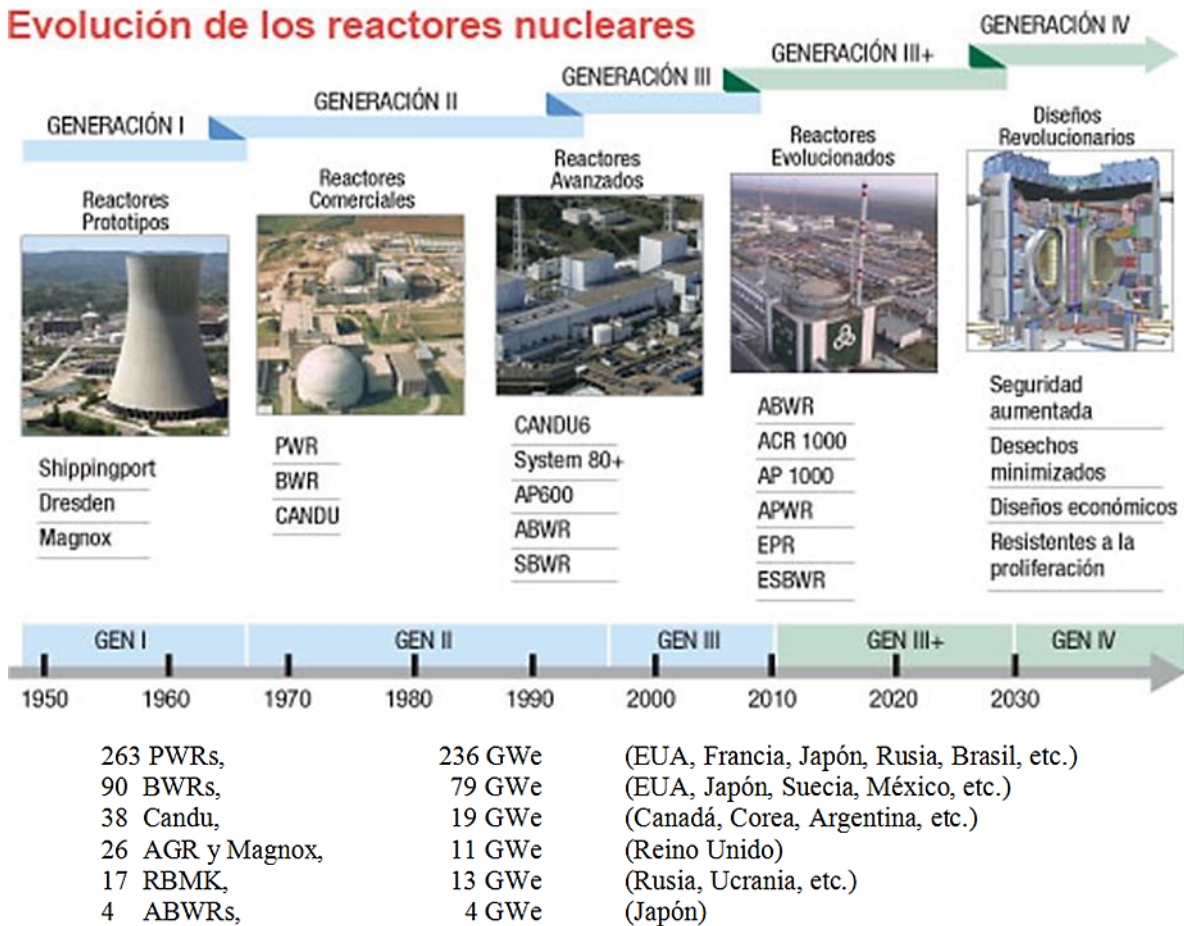 Evolución de los reactores nucleares
GENERACIÓN I
GENERACIÓN II
GENERACIÓN III
GENERACIÓN III+
GENERACIÓN IV
Reactores
Prototipos
Shippingport
Dresden
Magnox
Reactores
Comerciales
PWR
BWR
CANDU
Reactores
Avanzados
CANDU6
System 80+
AP600
ABWR
SBWR
Reactores
Evolucionados
ABWR
ACR 1000
AP 1000
APWR
EPR
ESBWR
Diseños
Revolucionarios
Seguridad
aumentada
Desechos
minimizados
Diseños económicos
Resistentes a la
proliferación
GEN I GEN II GEN III GEN III+ GEN IV
1950 1960 1970 1980 1990 2000 2010 2020 2030
263 PWRs, 236 GWe (EUA, Francia, Japón, Rusia, Brasil, etc.)
90 BWRs, 79 GWe (EUA, Japón, Suecia, México, etc.)
38 Candu, 19 GWe (Canadá, Corea, Argentina, etc.)
26 AGR y Magnox, 11 GWe (Reino Unido)
17 RBMK, 13 GWe (Rusia, Ucrania, etc.)
4 ABWRs, 4 GWe (Japón)